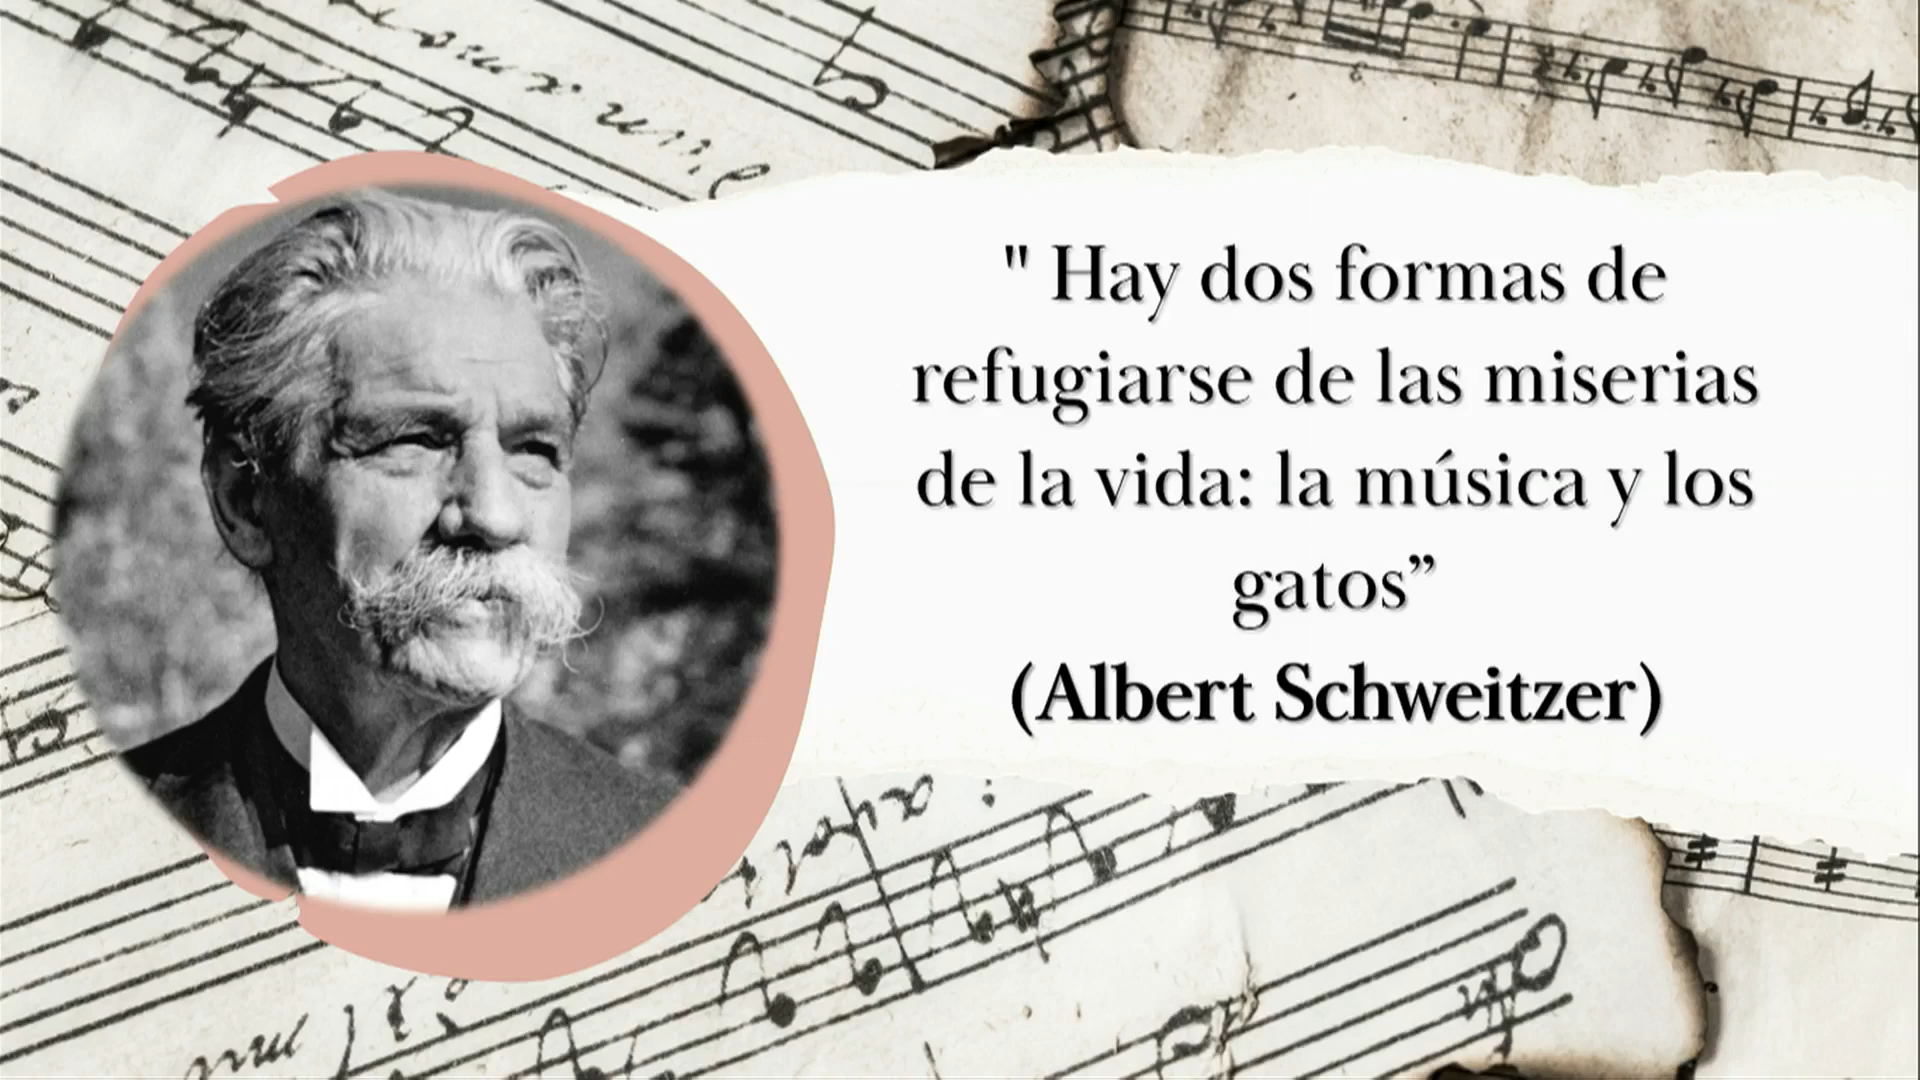 " Hay dos formas de
refugiarse de las miserias
de la vida: la música y los
gatos”
(Albert Schweitzer)